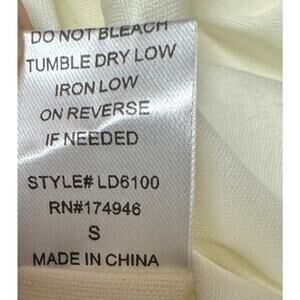 DO NOT BLEACH
TUMBLE DRY LOW
IRON LOW
ON REVERSE
IF NEEDED
STYLE# LD6100
RN#174946
S
MADE IN CHINA